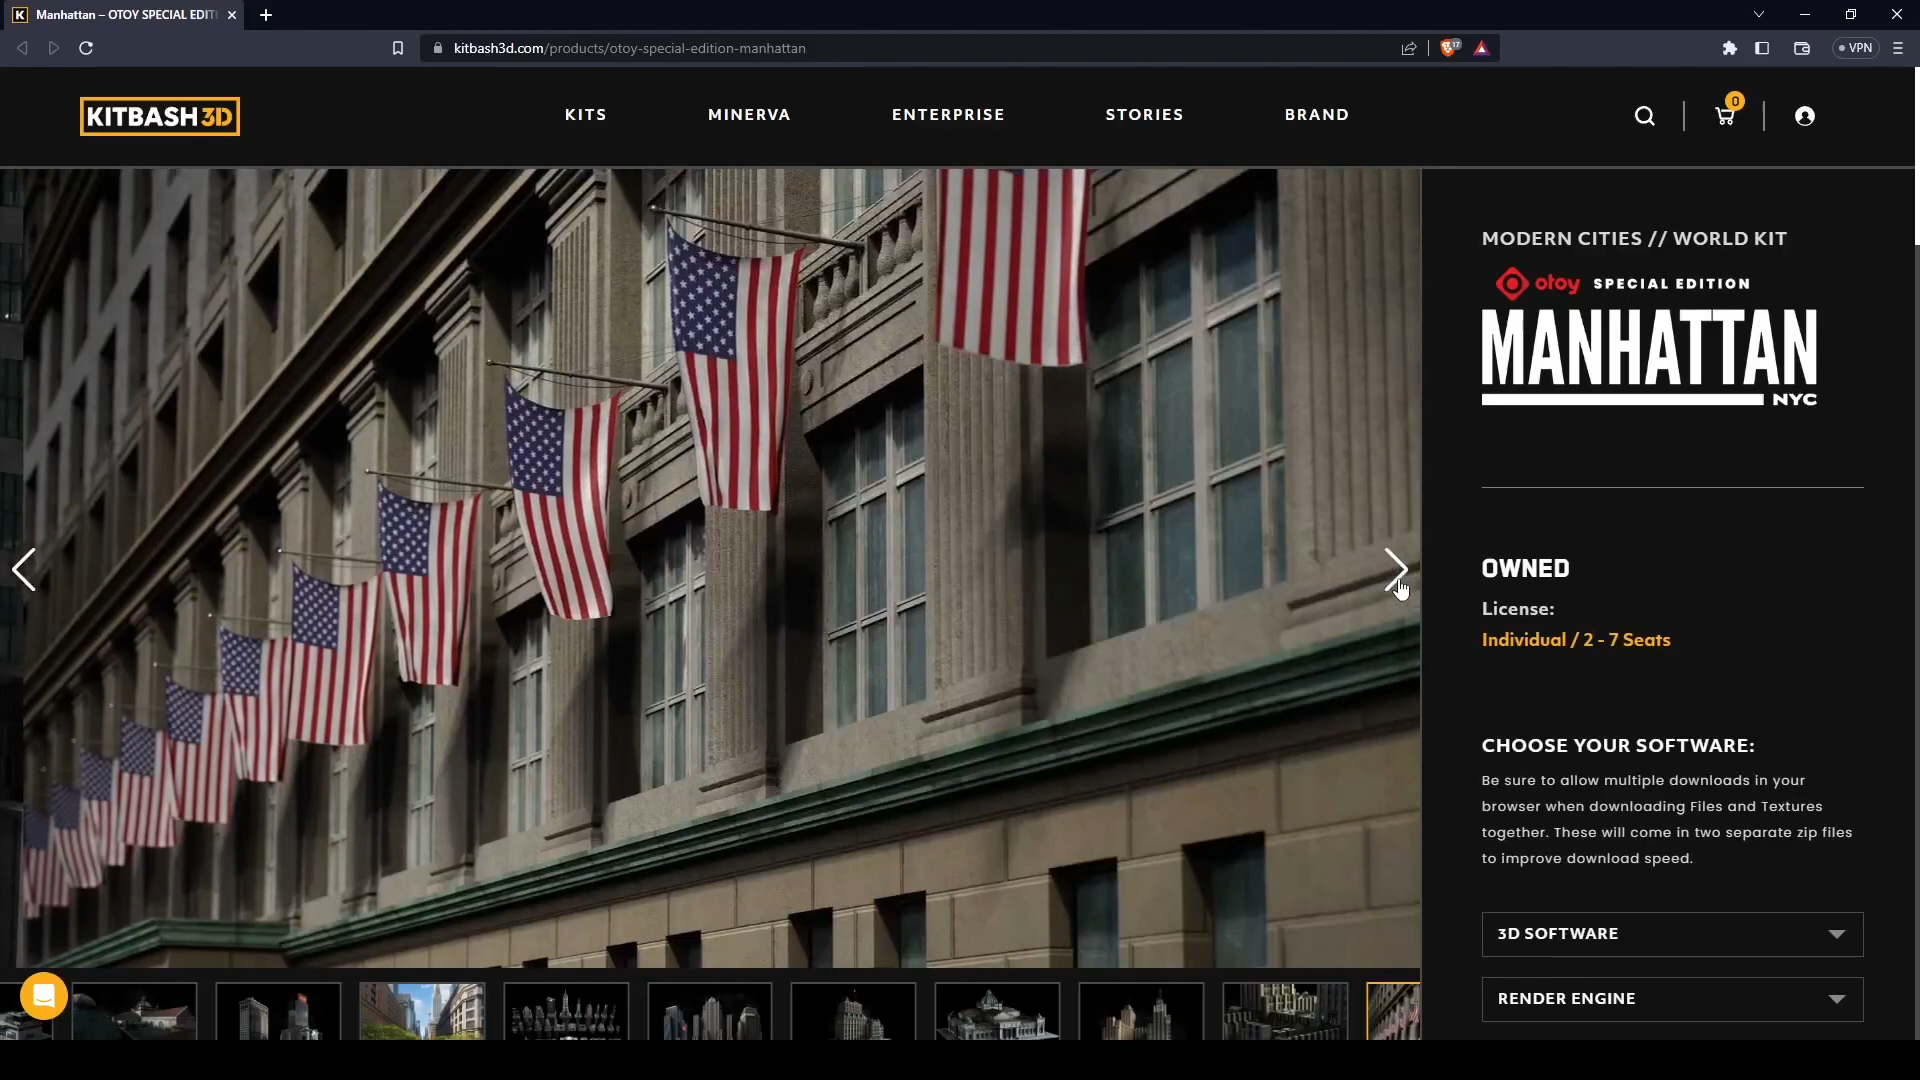 Manhattan – OTOY SPECIAL EDIT
kitbash3d.com/products/otoy-special-edition-manhattan
17
VPN
KITBASH 3D
KITS
MINERVA
ENTERPRISE
STORIES
BRAND
0
MODERN CITIES // WORLD KIT
otoy SPECIAL EDITION
MANHATTAN
NYC
OWNED
License:
Individual / 2 - 7 Seats
CHOOSE YOUR SOFTWARE:
Be sure to allow multiple downloads in your
browser when downloading Files and Textures
together. These will come in two separate zip files
to improve download speed.
3D SOFTWARE
RENDER ENGINE